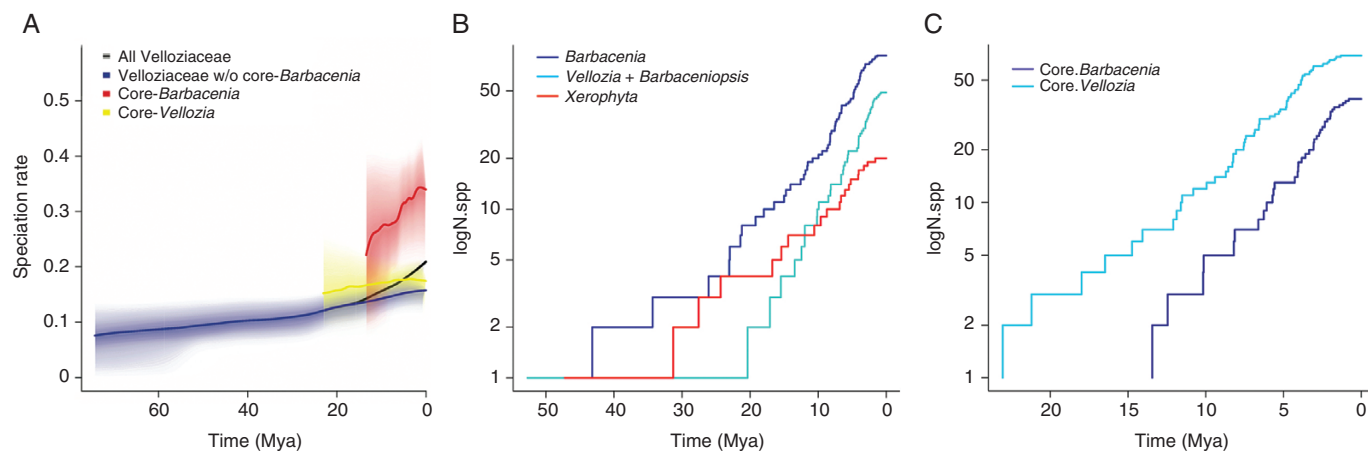 A
All Velloziaceae
Velloziaceae w/o core-Barbacenia
Core-Barbacenia
Core-Vellozia
0.5
0.4
0.3
0.2
0.1
0
Speciation rate
60
40
20
0
Time (Mya)
B
Barbacenia
Vellozia + Barbaceniopsis
Xerophyta
50
20
10
5
2
1
logN.spp
50
40
30
20
10
0
Time (Mya)
C
Core.Barbacenia
Core.Vellozia
50
20
10
5
2
1
logN.spp
20
15
10
5
0
Time (Mya)